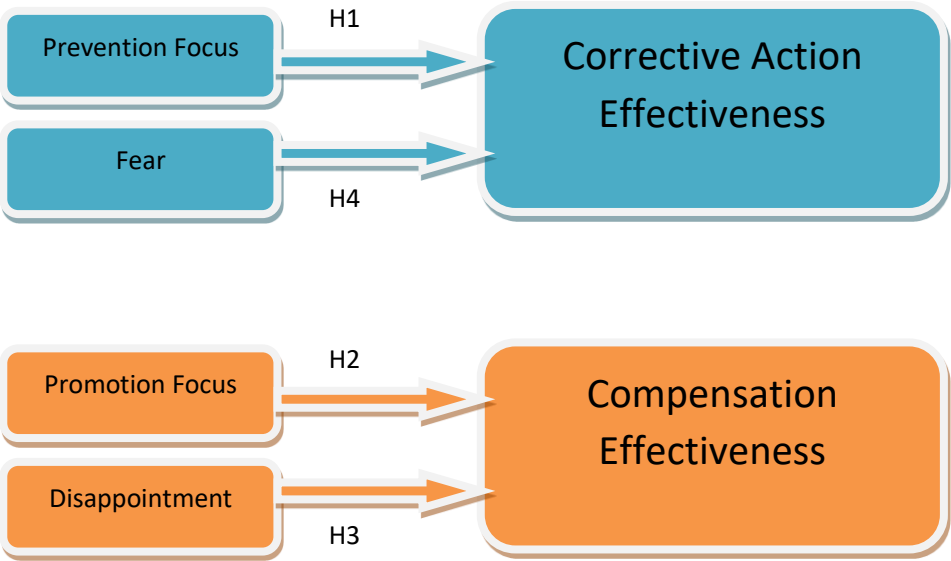 H1
Prevention Focus
Corrective Action
Effectiveness
Fear
H4
H2
Promotion Focus
Compensation
Effectiveness
Disappointment
H3